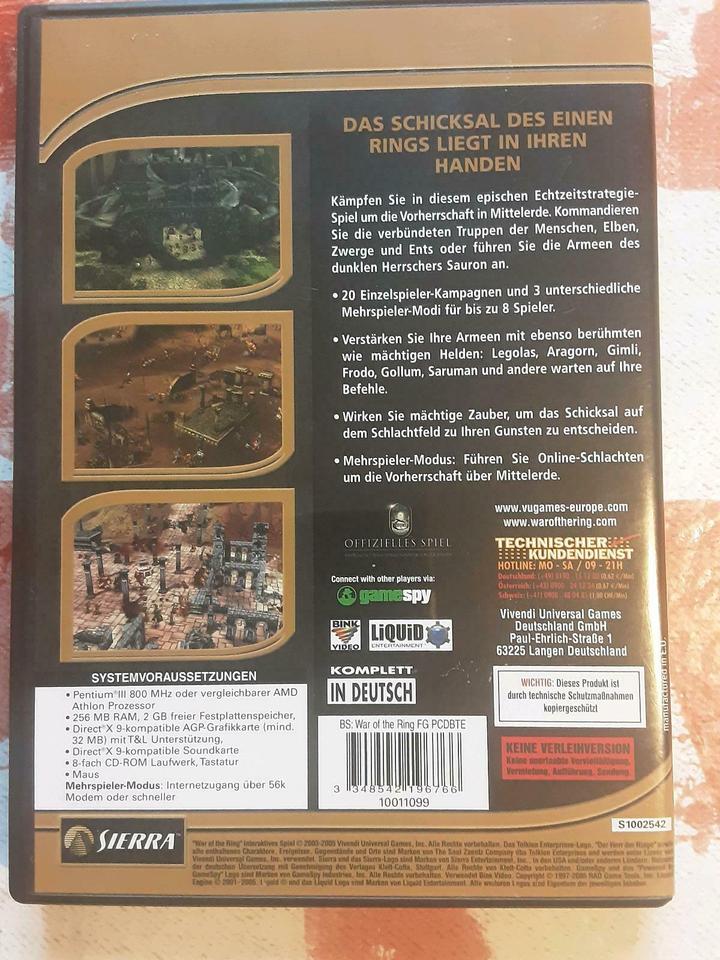 DAS SCHICKSAL DES EINEN
RINGS LIEGT IN IHREN
HANDEN
Kämpfen Sie in diesem epischen Echtzeitstrategie-
Spiel um die Vorherrschaft in Mittelerde. Kommandieren
Sie die verbündeten Truppen der Menschen, Elben,
Zwerge und Ents oder führen Sie die Armeen des
dunklen Herrschers Sauron an.
• 20 Einzelspieler-Kampagnen und 3 unterschiedliche
Mehrspieler-Modi für bis zu 8 Spieler.
• Verstärken Sie Ihre Armeen mit ebenso berühmten
wie mächtigen Helden: Legolas, Aragorn, Gimli,
Frodo, Gollum, Saruman und andere warten auf Ihre
Befehle.
• Wirken Sie mächtige Zauber, um das Schicksal auf
dem Schlachtfeld zu Ihren Gunsten zu entscheiden.
• Mehrspieler-Modus: Führen Sie Online-Schlachten
um die Vorherrschaft über Mittelerde.
OFFIZIELLES SPIEL
Connect with other players via:
gamespy
BINK
VIDEO
LIQUID
ENTERTAINMENT
KOMPLETT
IN DEUTSCH
www.vugames-europe.com
www.warofthering.com
TECHNISCHER
KUNDENDIENST
HOTLINE: MO - SA / 09 - 21H
Vivendi Universal Games
Deutschland GmbH
Paul-Ehrlich-Straße 1
63225 Langen Deutschland
WICHTIG: Dieses Produkt ist
durch technische Schutzmaßnahmen
kopiergeschützt
KEINE VERLEIHVERSION
Keine unerlaubte Vervielfältigung,
Vermietung, Aufführung, Sendung.
manufactured in E.U.
SYSTEMVORAUSSETZUNGEN
• Pentium®III 800 MHz oder vergleichbarer AMD
Athlon Prozessor
• 256 MB RAM, 2 GB freier Festplattenspeicher,
• Direct®X 9-kompatible AGP-Grafikkarte (mind.
32 MB) mit T&L Unterstützung,
• Direct®X 9-kompatible Soundkarte
• 8-fach CD-ROM Laufwerk, Tastatur
• Maus
Mehrspieler-Modus: Internetzugang über 56k
Modem oder schneller
BS: War of the Ring FG PCDBTE
3 348542 196766
10011099
S1002542
SIERRA™